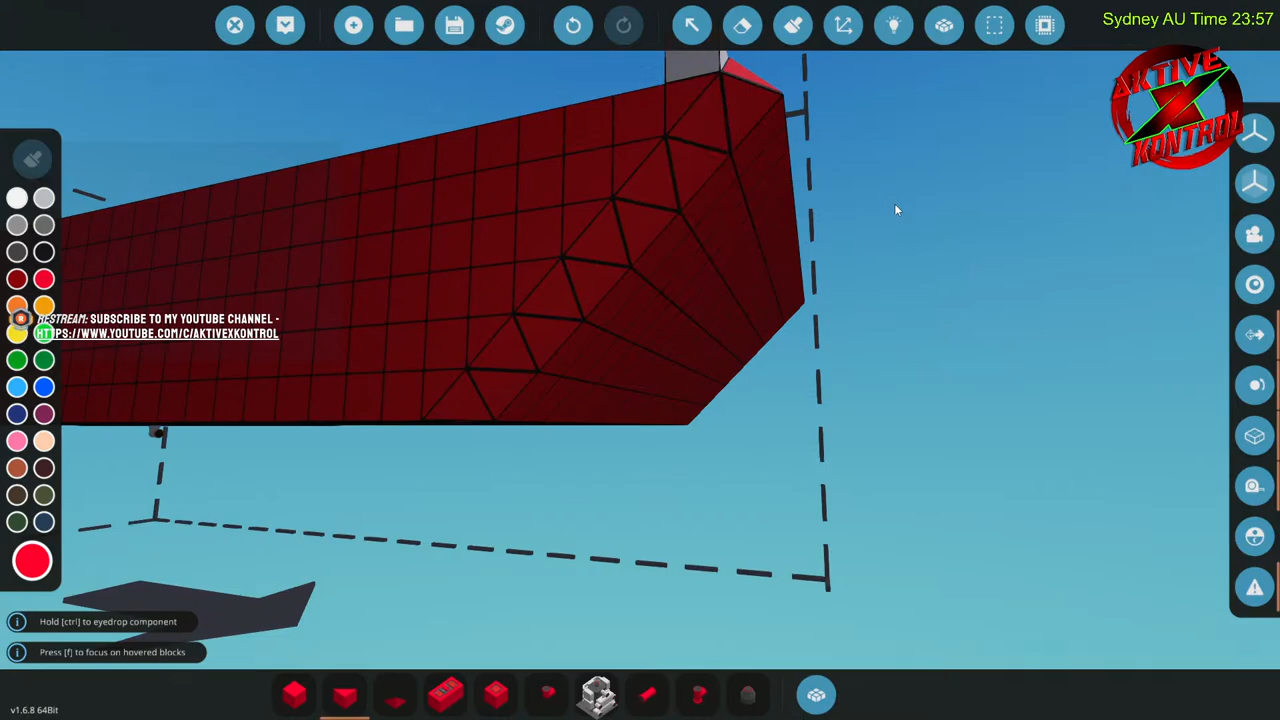 Sydney AU Time 23:57
AKTIVE
X
KONTROL
RESTREAM: SUBSCRIBE TO MY YOUTUBE CHANNEL -
HTTPS://WWW.YOUTUBE.COM/C/AKTIVEXKONTROL
Hold [ctrl] to eyedrop component
Press [f] to focus on hovered blocks
v1.6.8 64Bit